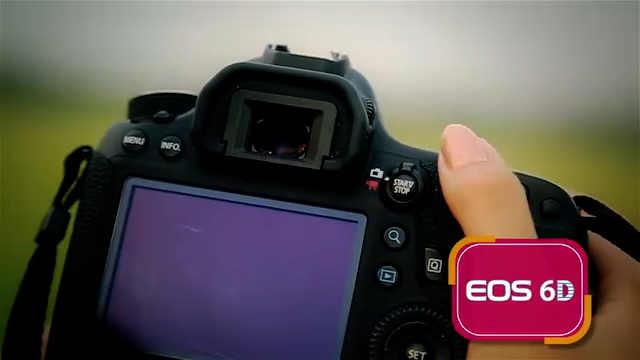 MENU
INFO.
START/
STOP
Q
SET
EOS 6D